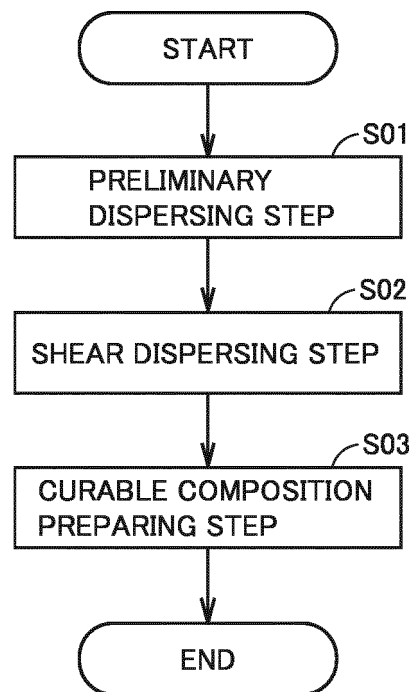 START
S01
PRELIMINARY
DISPERSING STEP
S02
SHEAR DISPERSING STEP
S03
CURABLE COMPOSITION
PREPARING STEP
END